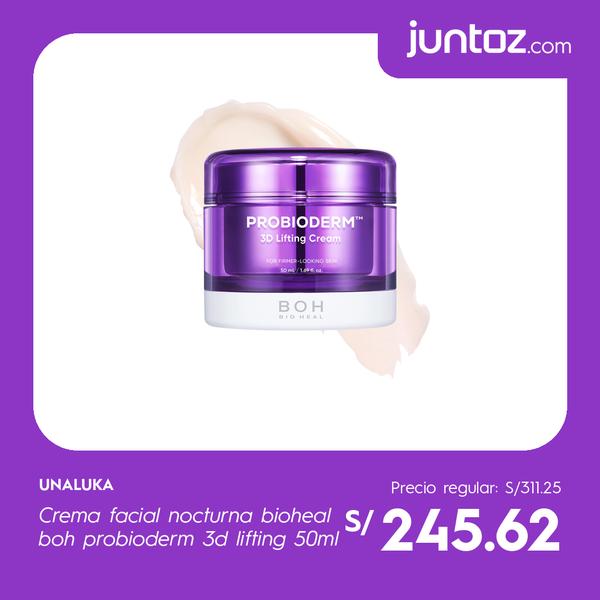 juntoz.com
PROBIODERM™
3D Lifting Cream
FOR FIRMER-LOOKING SKIN
50 ml / 1.69 fl. oz.
BOH
BIO HEAL
UNALUKA
Crema facial nocturna bioheal
boh probioderm 3d lifting 50ml
Precio regular: S/311.25
S/ 245.62